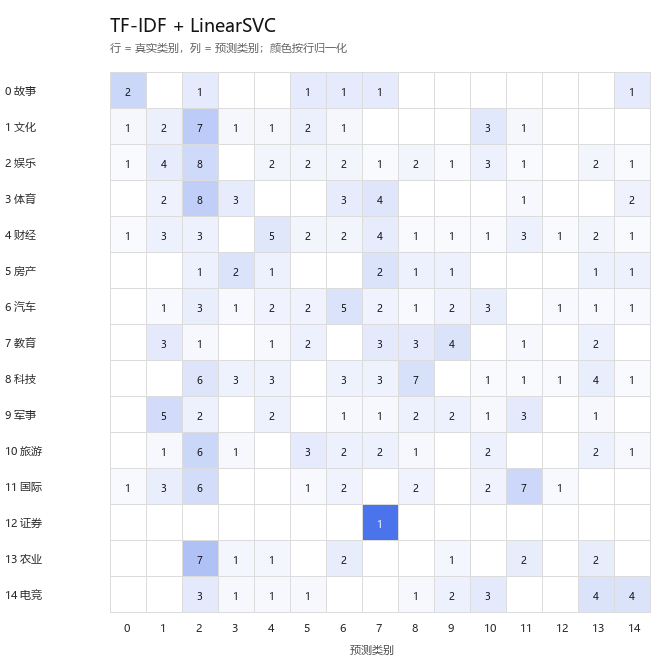 TF-IDF + LinearSVC
行 = 真实类别，列 = 预测类别；颜色按行归一化
0 故事 2 1 1 1 1 1
1 文化 1 2 7 1 1 2 1 3 1
2 娱乐 1 4 8 2 2 2 1 2 1 3 1 2 1
3 体育 2 8 3 3 4 1 2
4 财经 1 3 3 5 2 2 4 1 1 1 3 1 2 1
5 房产 1 2 1 2 1 1 1 1
6 汽车 1 3 1 2 2 5 2 1 2 3 1 1 1
7 教育 3 1 1 2 3 3 4 1 2
8 科技 6 3 3 3 3 7 1 1 1 4 1
9 军事 5 2 2 1 1 2 2 1 3 1
10 旅游 1 6 1 3 2 2 1 2 2 1
11 国际 1 3 6 1 2 2 2 7 1
12 证券 1
13 农业 7 1 1 2 1 2 2
14 电竞 3 1 1 1 1 2 3 4 4
0 1 2 3 4 5 6 7 8 9 10 11 12 13 14
预测类别